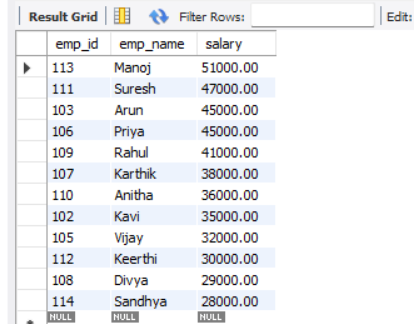 Result Grid Filter Rows: Edit:
emp_id emp_name salary
113 Manoj 51000.00
111 Suresh 47000.00
103 Arun 45000.00
106 Priya 45000.00
109 Rahul 41000.00
107 Karthik 38000.00
110 Anitha 36000.00
102 Kavi 35000.00
105 Vijay 32000.00
112 Keerthi 30000.00
108 Divya 29000.00
114 Sandhya 28000.00
NULL NULL NULL